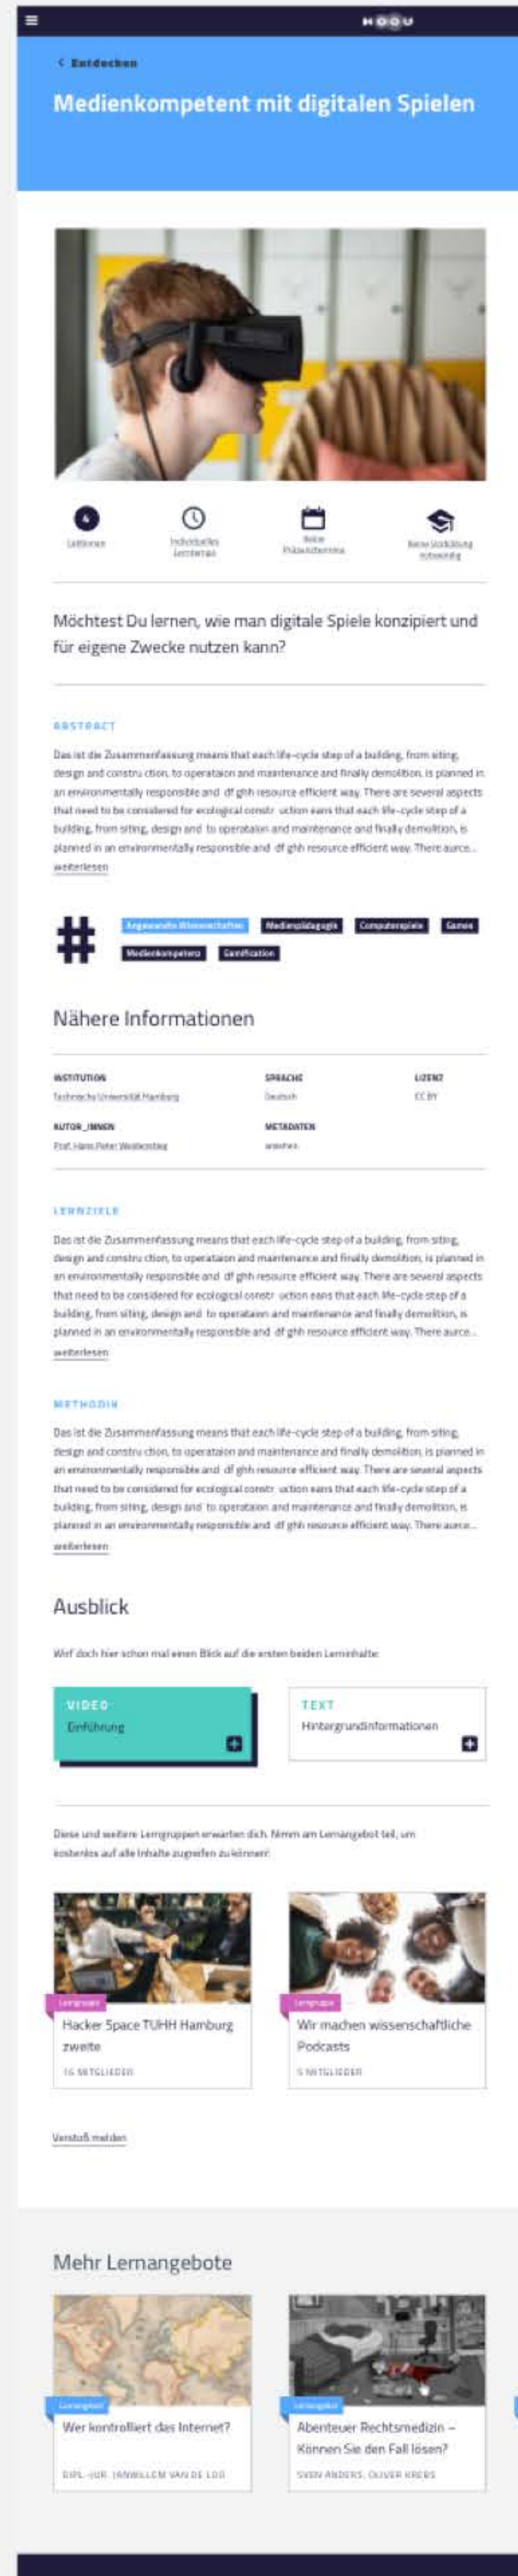 HOOU
Entdecken
Medienkompetent mit digitalen Spielen
4
Lektionen
Individuelles
Lerntempo
Keine
Präsenztermine
Keine Vorbildung
notwendig
Möchtest Du lernen, wie man digitale Spiele konzipiert und
für eigene Zwecke nutzen kann?
ABSTRACT
Das ist die Zusammenfassung means that each life-cycle step of a building, from siting,
design and constru ction, to operataion and maintenance and finally demolition, is planned in
an environmentally responsible and df ghh resource efficient way. There are several aspects
that need to be considered for ecological constr uction eans that each life-cycle step of a
building, from siting, design and to operataion and maintenance and finally demolition, is
planned in an environmentally responsible and df ghh resource efficient way. There aurce...
weiterlesen
#
Angewandte Wissenschaften Medienpädagogik Computerspiele Games
Medienkompetenz Gamification
Nähere Informationen
INSTITUTION SPRACHE LIZENZ
Technische Universität Hamburg Deutsch CC BY
AUTOR_INNEN METADATEN
Prof. Hans Peter ansehen
LERNZIELE
Das ist die Zusammenfassung means that each life-cycle step of a building, from siting,
design and constru ction, to operataion and maintenance and finally demolition, is planned in
an environmentally responsible and df ghh resource efficient way. There are several aspects
that need to be considered for ecological constr uction eans that each life-cycle step of a
building, from siting, design and to operataion and maintenance and finally demolition, is
planned in an environmentally responsible and df ghh resource efficient way. There aurce...
weiterlesen
METHODIK
Das ist die Zusammenfassung means that each life-cycle step of a building, from siting,
design and constru ction, to operataion and maintenance and finally demolition, is planned in
an environmentally responsible and df ghh resource efficient way. There are several aspects
that need to be considered for ecological constr uction eans that each life-cycle step of a
building, from siting, design and to operataion and maintenance and finally demolition, is
planned in an environmentally responsible and df ghh resource efficient way. There aurce...
weiterlesen
Ausblick
Wirf doch hier schon mal einen Blick auf die ersten beiden Lerninhalte:
VIDEO
Einführung
TEXT
Hintergrundinformationen
Diese und weitere Lerngruppen erwarten dich. Nimm am Lernangebot teil, um
kostenlos auf alle Inhalte zugreifen zu können!
Lerngruppe
Hacker Space TUHH Hamburg
zweite
16 MITGLIEDER
Lerngruppe
Wir machen wissenschaftliche
Podcasts
5 MITGLIEDER
Verstoß melden
Mehr Lernangebote
Lernangebot
Wer kontrolliert das Internet?
DIPL.-JUR. JANWILLEM VAN DE LOO
Lernangebot
Abenteuer Rechtsmedizin –
Können Sie den Fall lösen?
SVEN ANDERS, OLIVER KREBS